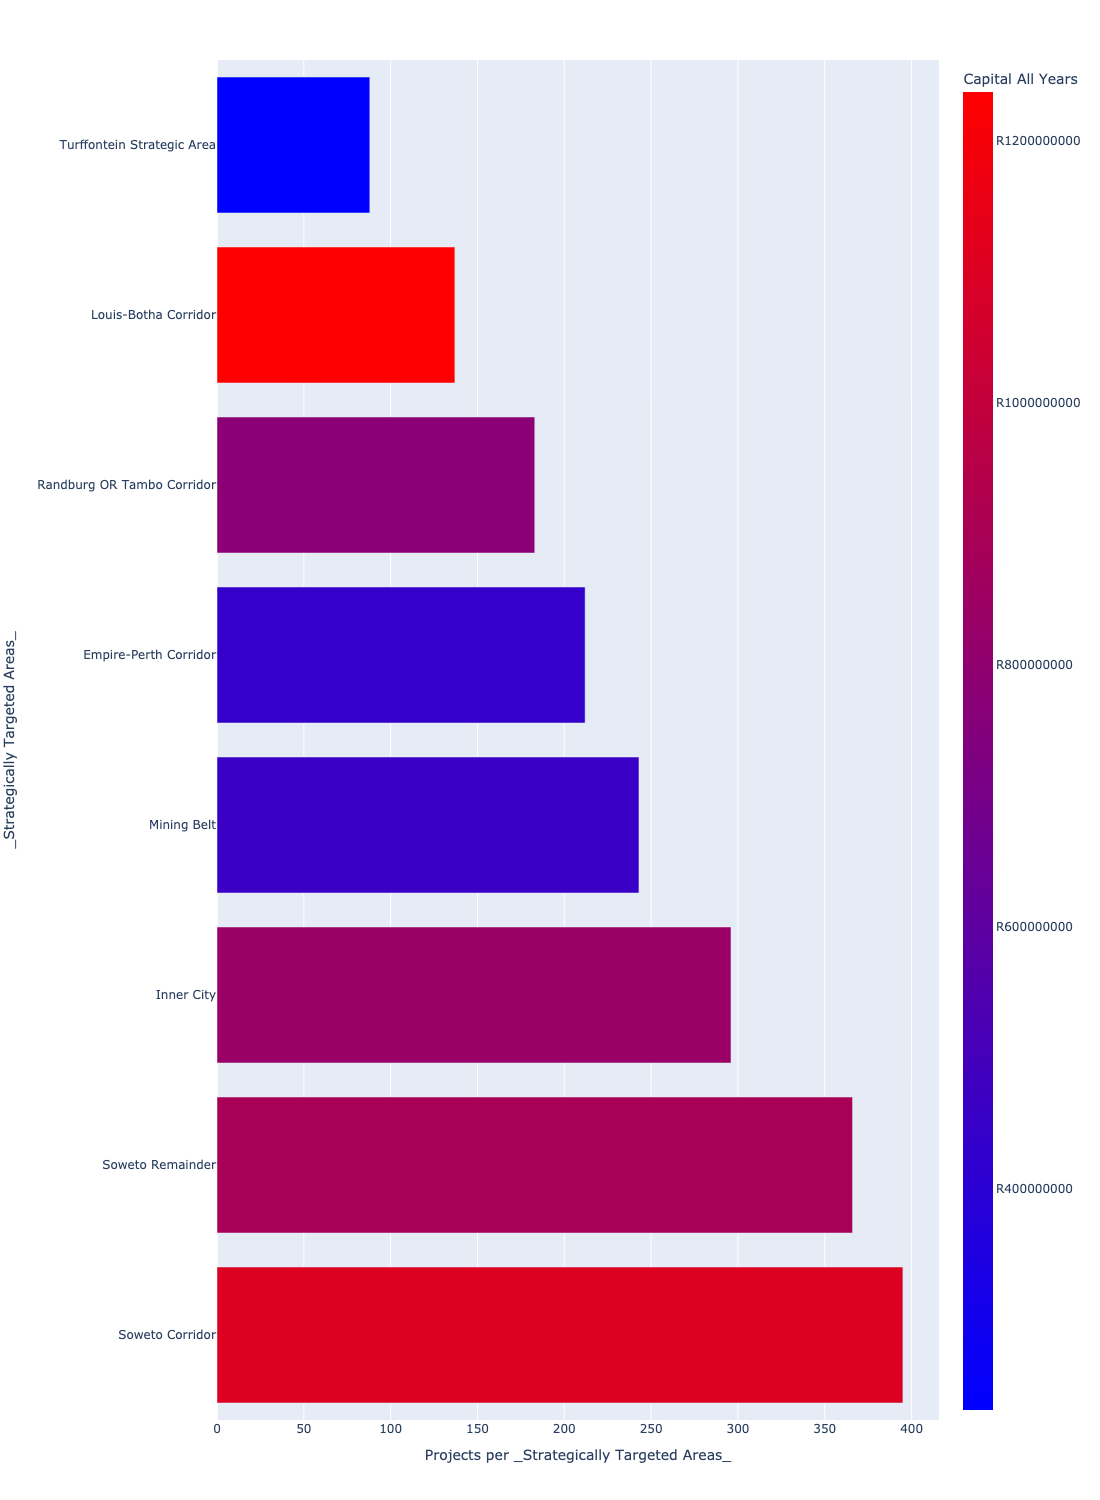 Capital All Years
R1200000000
R1000000000
R800000000
R600000000
R400000000
_Strategically Targeted Areas_
Turffontein Strategic Area
Louis-Botha Corridor
Randburg OR Tambo Corridor
Empire-Perth Corridor
Mining Belt
Inner City
Soweto Remainder
Soweto Corridor
0 50 100 150 200 250 300 350 400
Projects per _Strategically Targeted Areas_